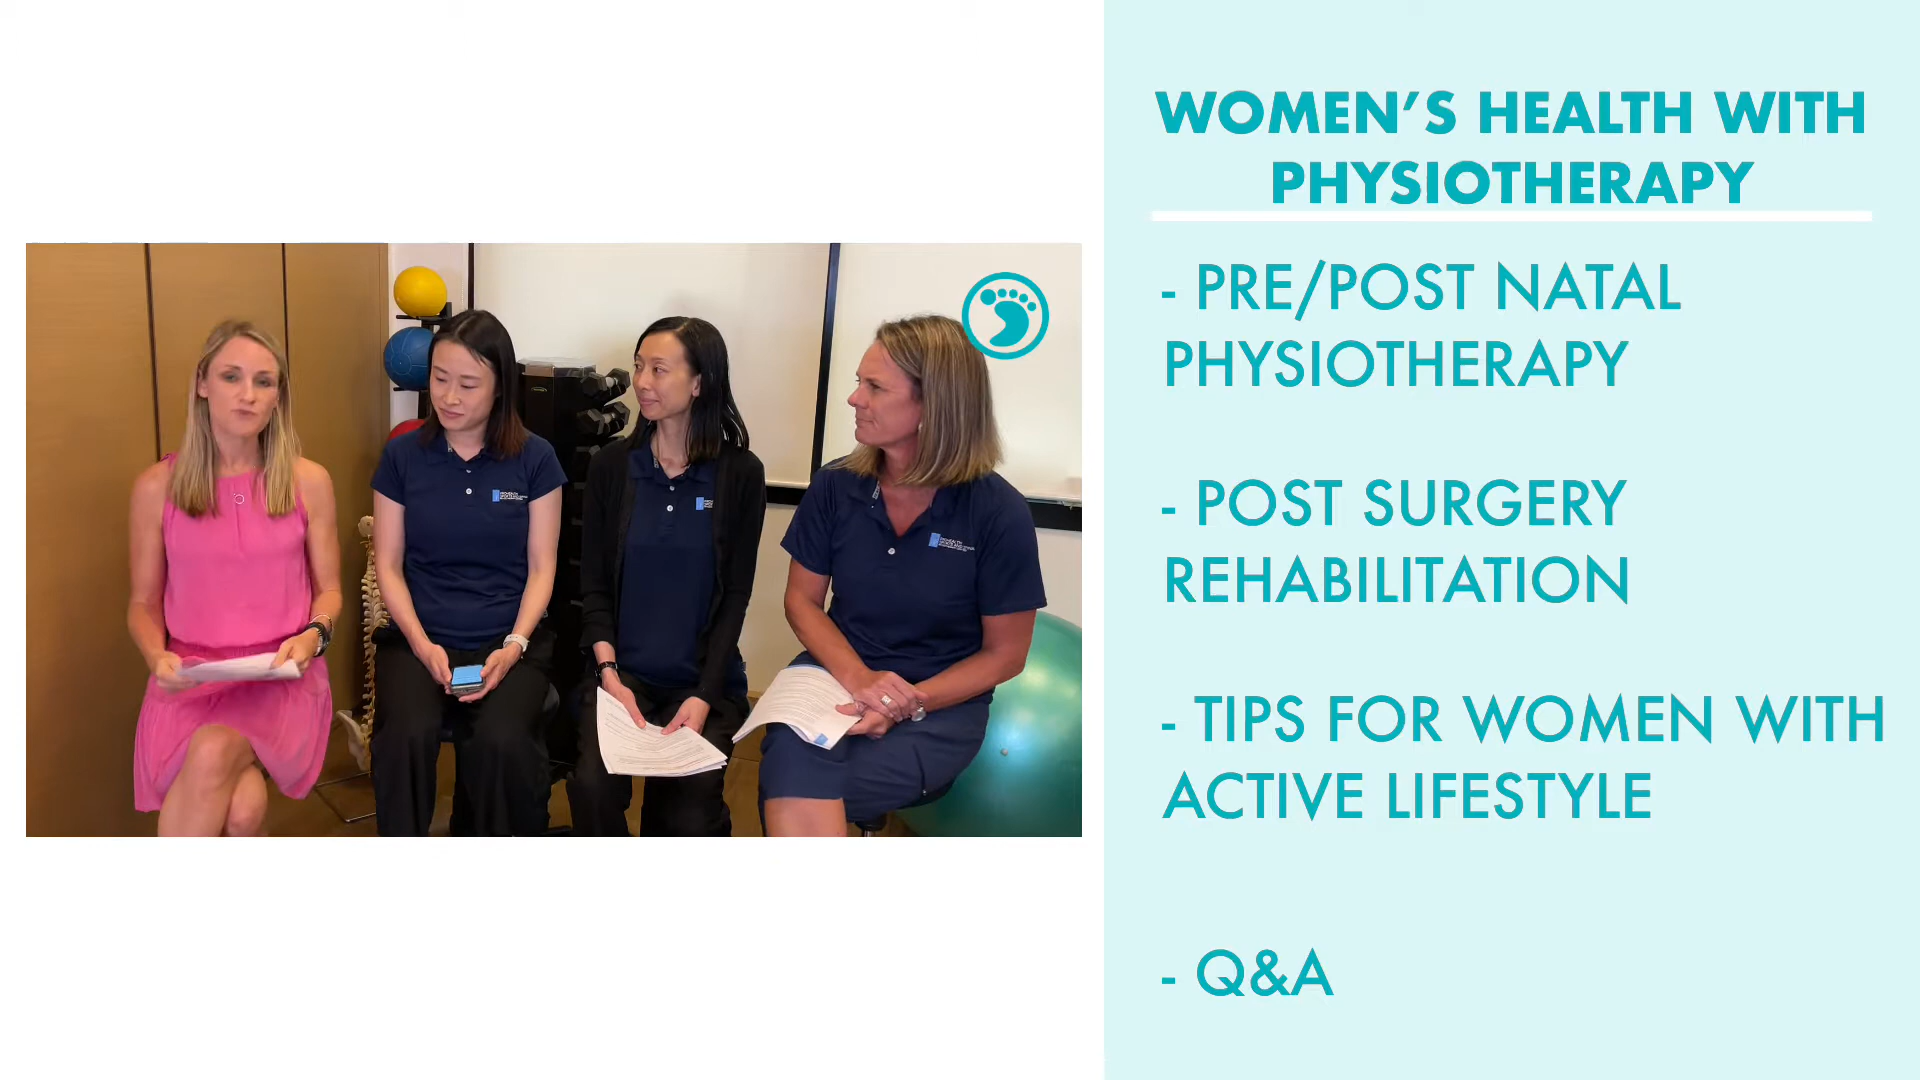 WOMEN’S HEALTH WITH
PHYSIOTHERAPY
- PRE/POST NATAL
PHYSIOTHERAPY
- POST SURGERY
REHABILITATION
- TIPS FOR WOMEN WITH
ACTIVE LIFESTYLE
- Q&A